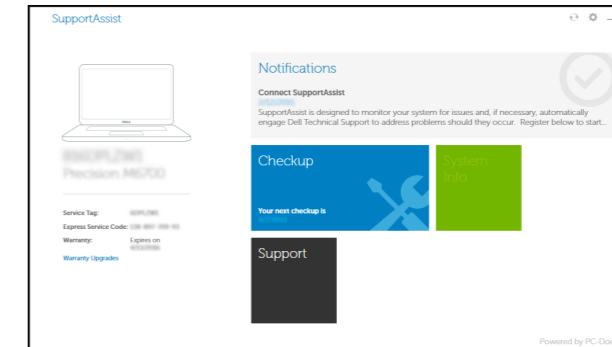 SupportAssist
Notifications
Connect SupportAssist
SupportAssist is designed to monitor your system for issues and, if necessary, automatically
engage Dell Technical Support to address problems should they occur. Register below to start...
Precision M6700
Checkup
System
Info
Your next checkup is
Service Tag:
Express Service Code:
Warranty: Expires on
Warranty Upgrades
Support
Powered by PC-Doc